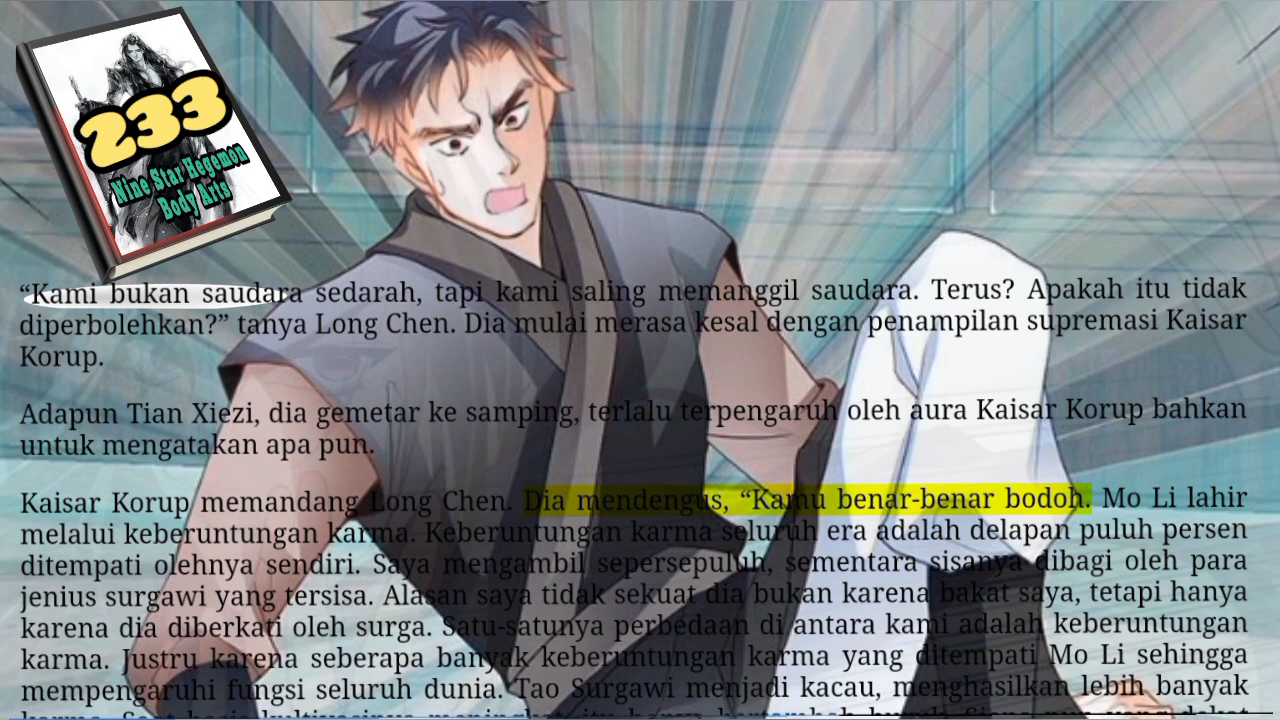 233
Nine Star Hegemon
Body Arts
“Kami bukan saudara sedarah, tapi kami saling memanggil saudara. Terus? Apakah itu tidak
diperbolehkan?” tanya Long Chen. Dia mulai merasa kesal dengan penampilan supremasi Kaisar
Korup.
Adapun Tian Xiezi, dia gemetar ke samping, terlalu terpengaruh oleh aura Kaisar Korup bahkan
untuk mengatakan apa pun.
Kaisar Korup memandang Long Chen. Dia mendengus, “Kamu benar-benar bodoh. Mo Li lahir
melalui keberuntungan karma. Keberuntungan karma seluruh era adalah delapan puluh persen
ditempati olehnya sendiri. Saya mengambil sepersepuluh, sementara sisanya dibagi oleh para
jenius surgawi yang tersisa. Alasan saya tidak sekuat dia bukan karena bakat saya, tetapi hanya
karena dia diberkati oleh surga. Satu-satunya perbedaan di antara kami adalah keberuntungan
karma. Justru karena seberapa banyak keberuntungan karma yang ditempati Mo Li sehingga
mempengaruhi fungsi seluruh dunia. Tao Surgawi menjadi kacau, menghasilkan lebih banyak